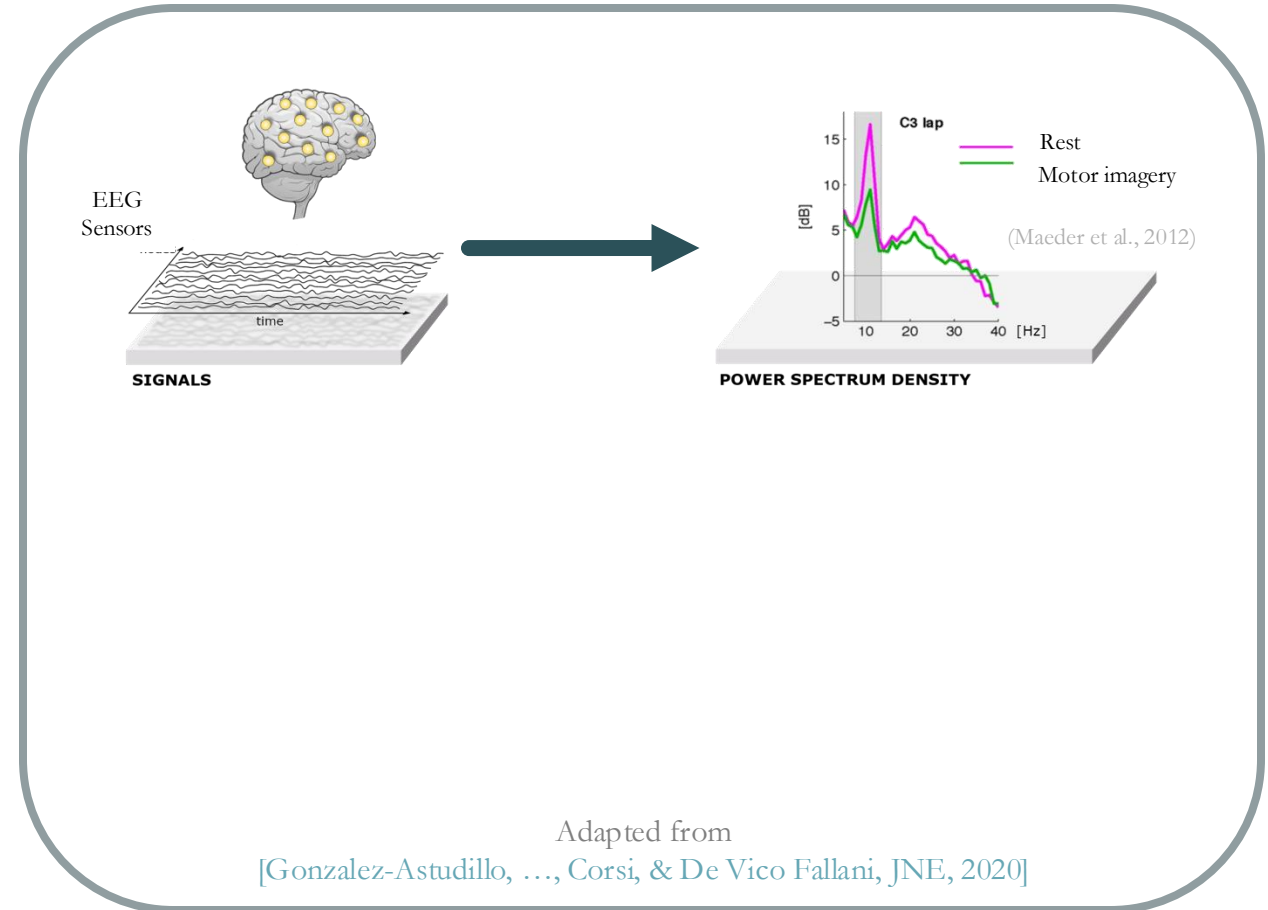 EEG
Sensors
time
SIGNALS
C3 lap
15
10
5
0
−5
[dB]
10 20 30 40 [Hz]
Rest
Motor imagery
(Maeder et al., 2012)
POWER SPECTRUM DENSITY
Adapted from
[Gonzalez-Astudillo, …, Corsi, & De Vico Fallani, JNE, 2020]